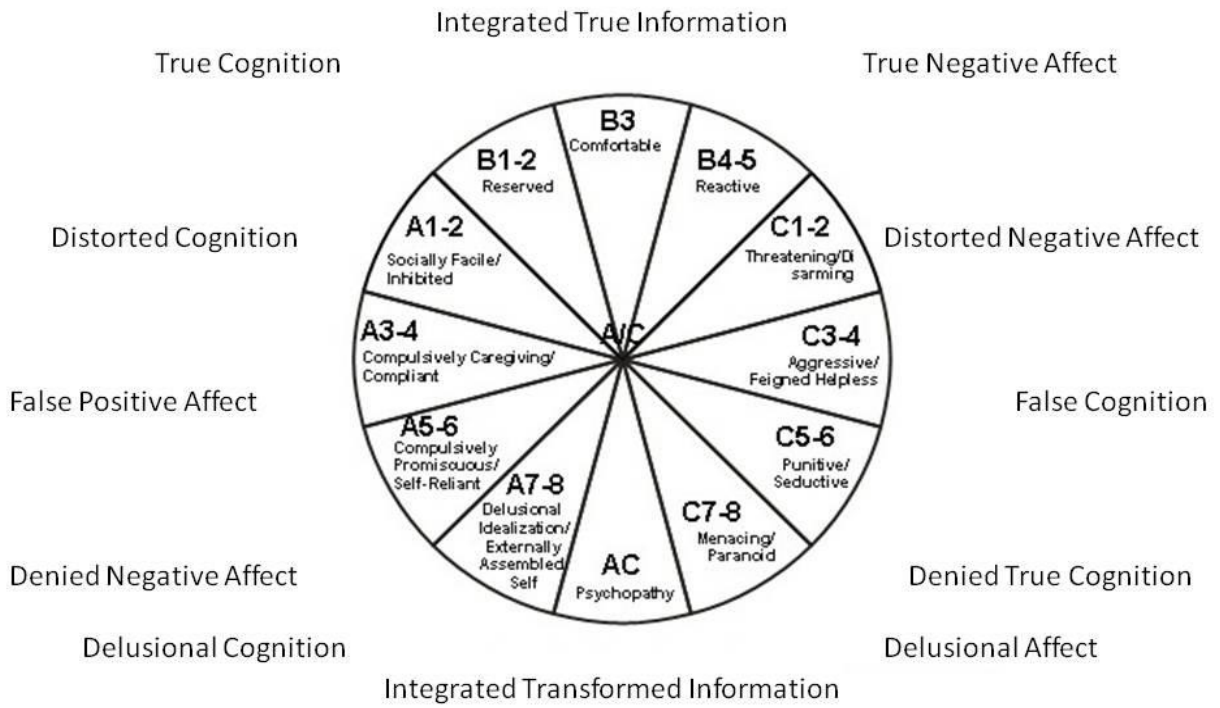 Integrated True Information
True Cognition
True Negative Affect
B3
Comfortable
B1-2
Reserved
B4-5
Reactive
A1-2
Socially Facile/
Inhibited
C1-2
Threatening/Di
sarming
Distorted Cognition
Distorted Negative Affect
A/C
A3-4
Compulsively Caregiving/
Compliant
C3-4
Aggressive/
Feigned Helpless
False Positive Affect
False Cognition
A5-6
Compulsively
Promiscuous/
Self-Reliant
C5-6
Punitive/
Seductive
A7-8
Delusional
Idealization/
Externally
Assembled
Self
C7-8
Menacing/
Paranoid
AC
Psychopathy
Denied Negative Affect
Denied True Cognition
Delusional Cognition
Delusional Affect
Integrated Transformed Information